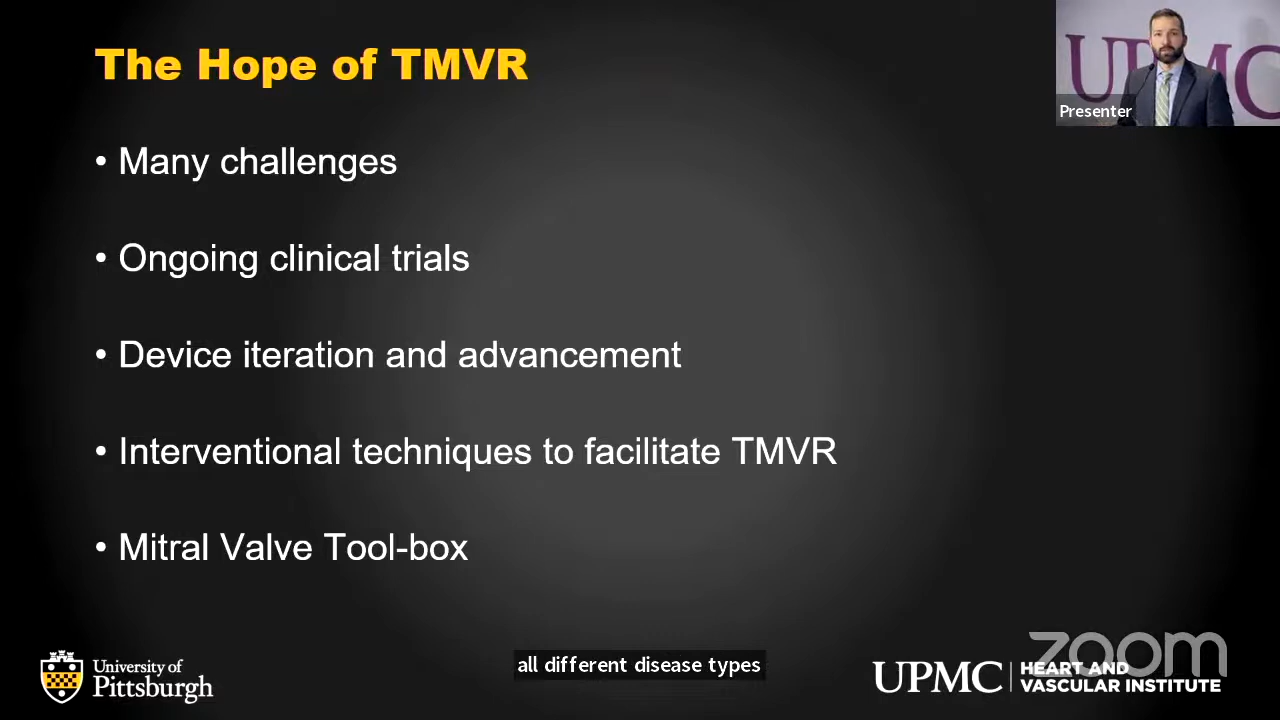 The Hope of TMVR
UPMC
Presenter
• Many challenges
• Ongoing clinical trials
• Device iteration and advancement
• Interventional techniques to facilitate TMVR
• Mitral Valve Tool-box
all different disease types
zoom
University of
Pittsburgh
UPMC
HEART AND
VASCULAR INSTITUTE